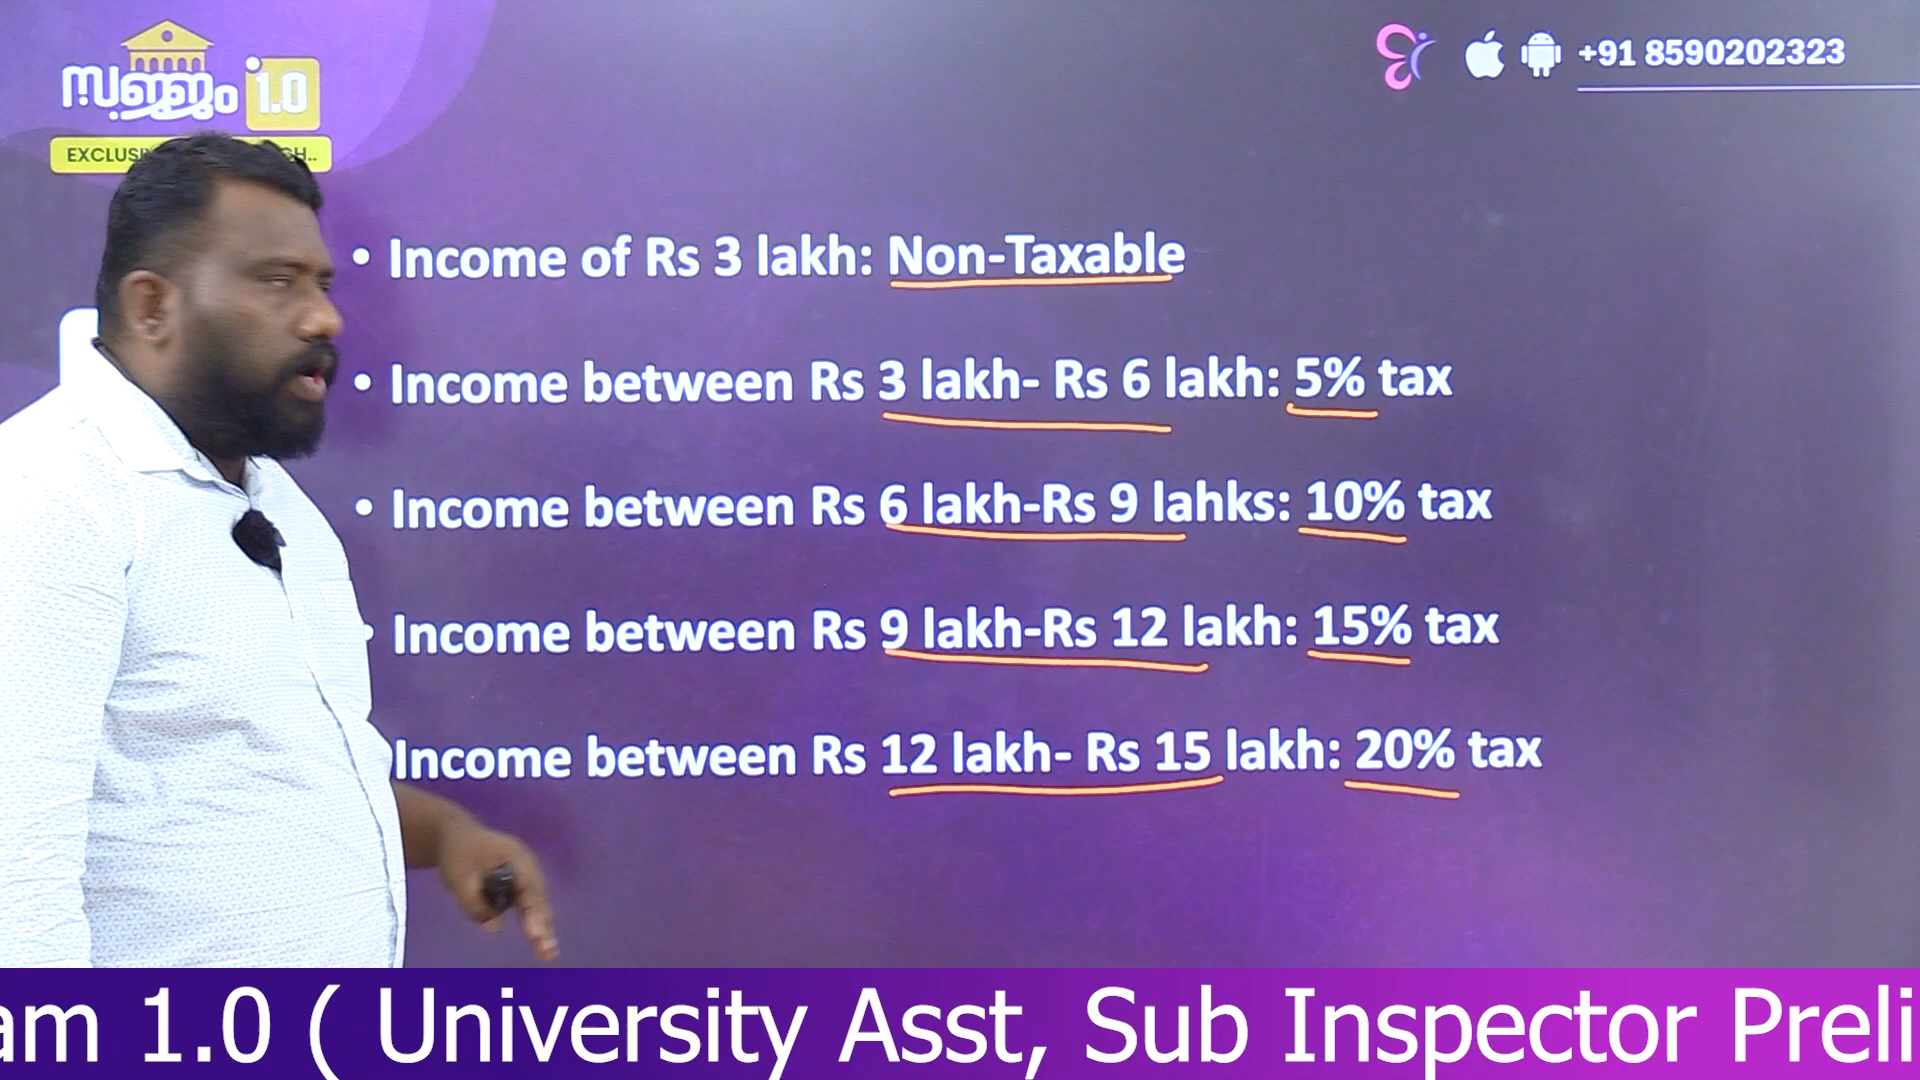 1.0
+91 8590202323
• Income of Rs 3 lakh: Non-Taxable
• Income between Rs 3 lakh- Rs 6 lakh: 5% tax
• Income between Rs 6 lakh-Rs 9 lahks: 10% tax
• Income between Rs 9 lakh-Rs 12 lakh: 15% tax
Income between Rs 12 lakh- Rs 15 lakh: 20% tax
am 1.0 ( University Asst, Sub Inspector Preli